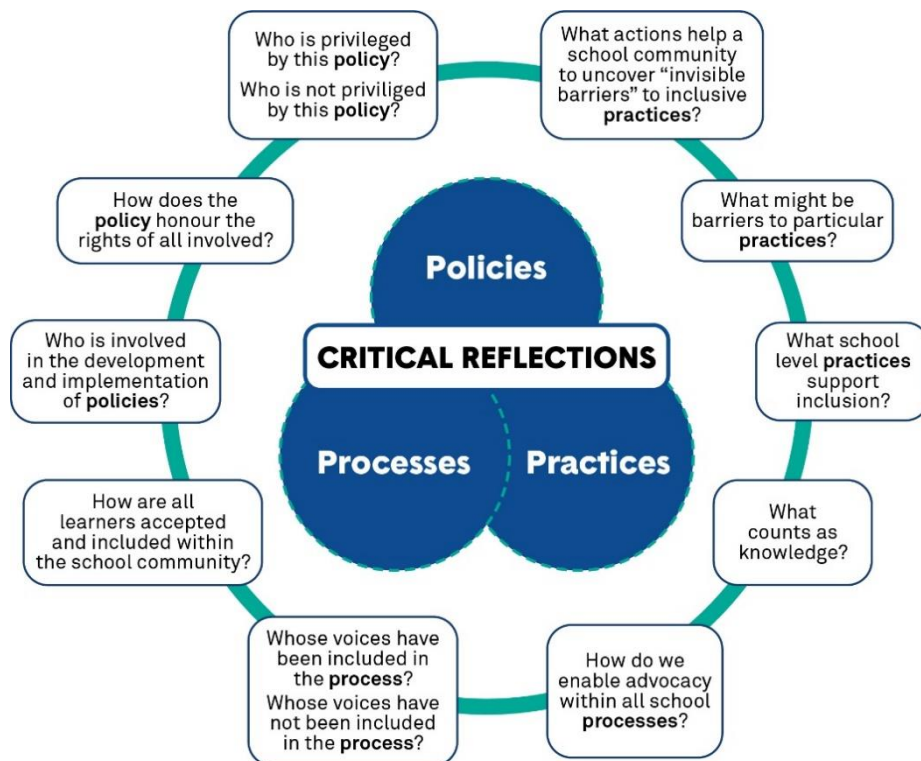 Who is privileged
by this policy?
Who is not priviliged
by this policy?
What actions help a
school community
to uncover “invisible
barriers” to inclusive
practices?
How does the
policy honour the
rights of all involved?
What might be
barriers to particular
practices?
Policies
CRITICAL REFLECTIONS
Processes
Practices
Who is involved
in the development
and implementation
of policies?
What school
level practices
support
inclusion?
How are all
learners accepted
and included within
the school community?
What
counts as
knowledge?
Whose voices have
been included in
the process?
Whose voices have
not been included
in the process?
How do we
enable advocacy
within all school
processes?